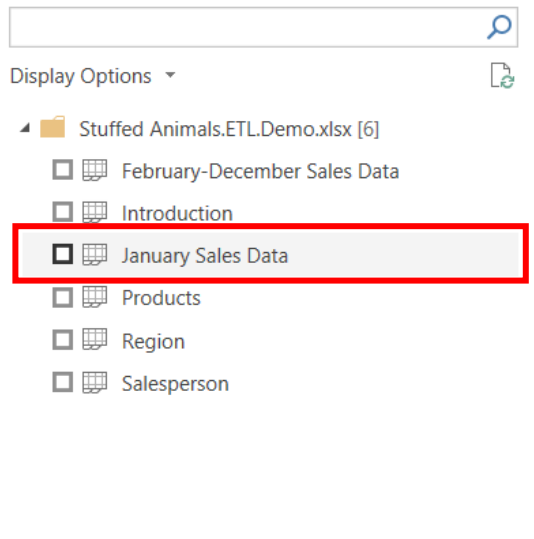 Display Options
Stuffed Animals.ETL.Demo.xlsx [6]
February-December Sales Data
Introduction
January Sales Data
Products
Region
Salesperson